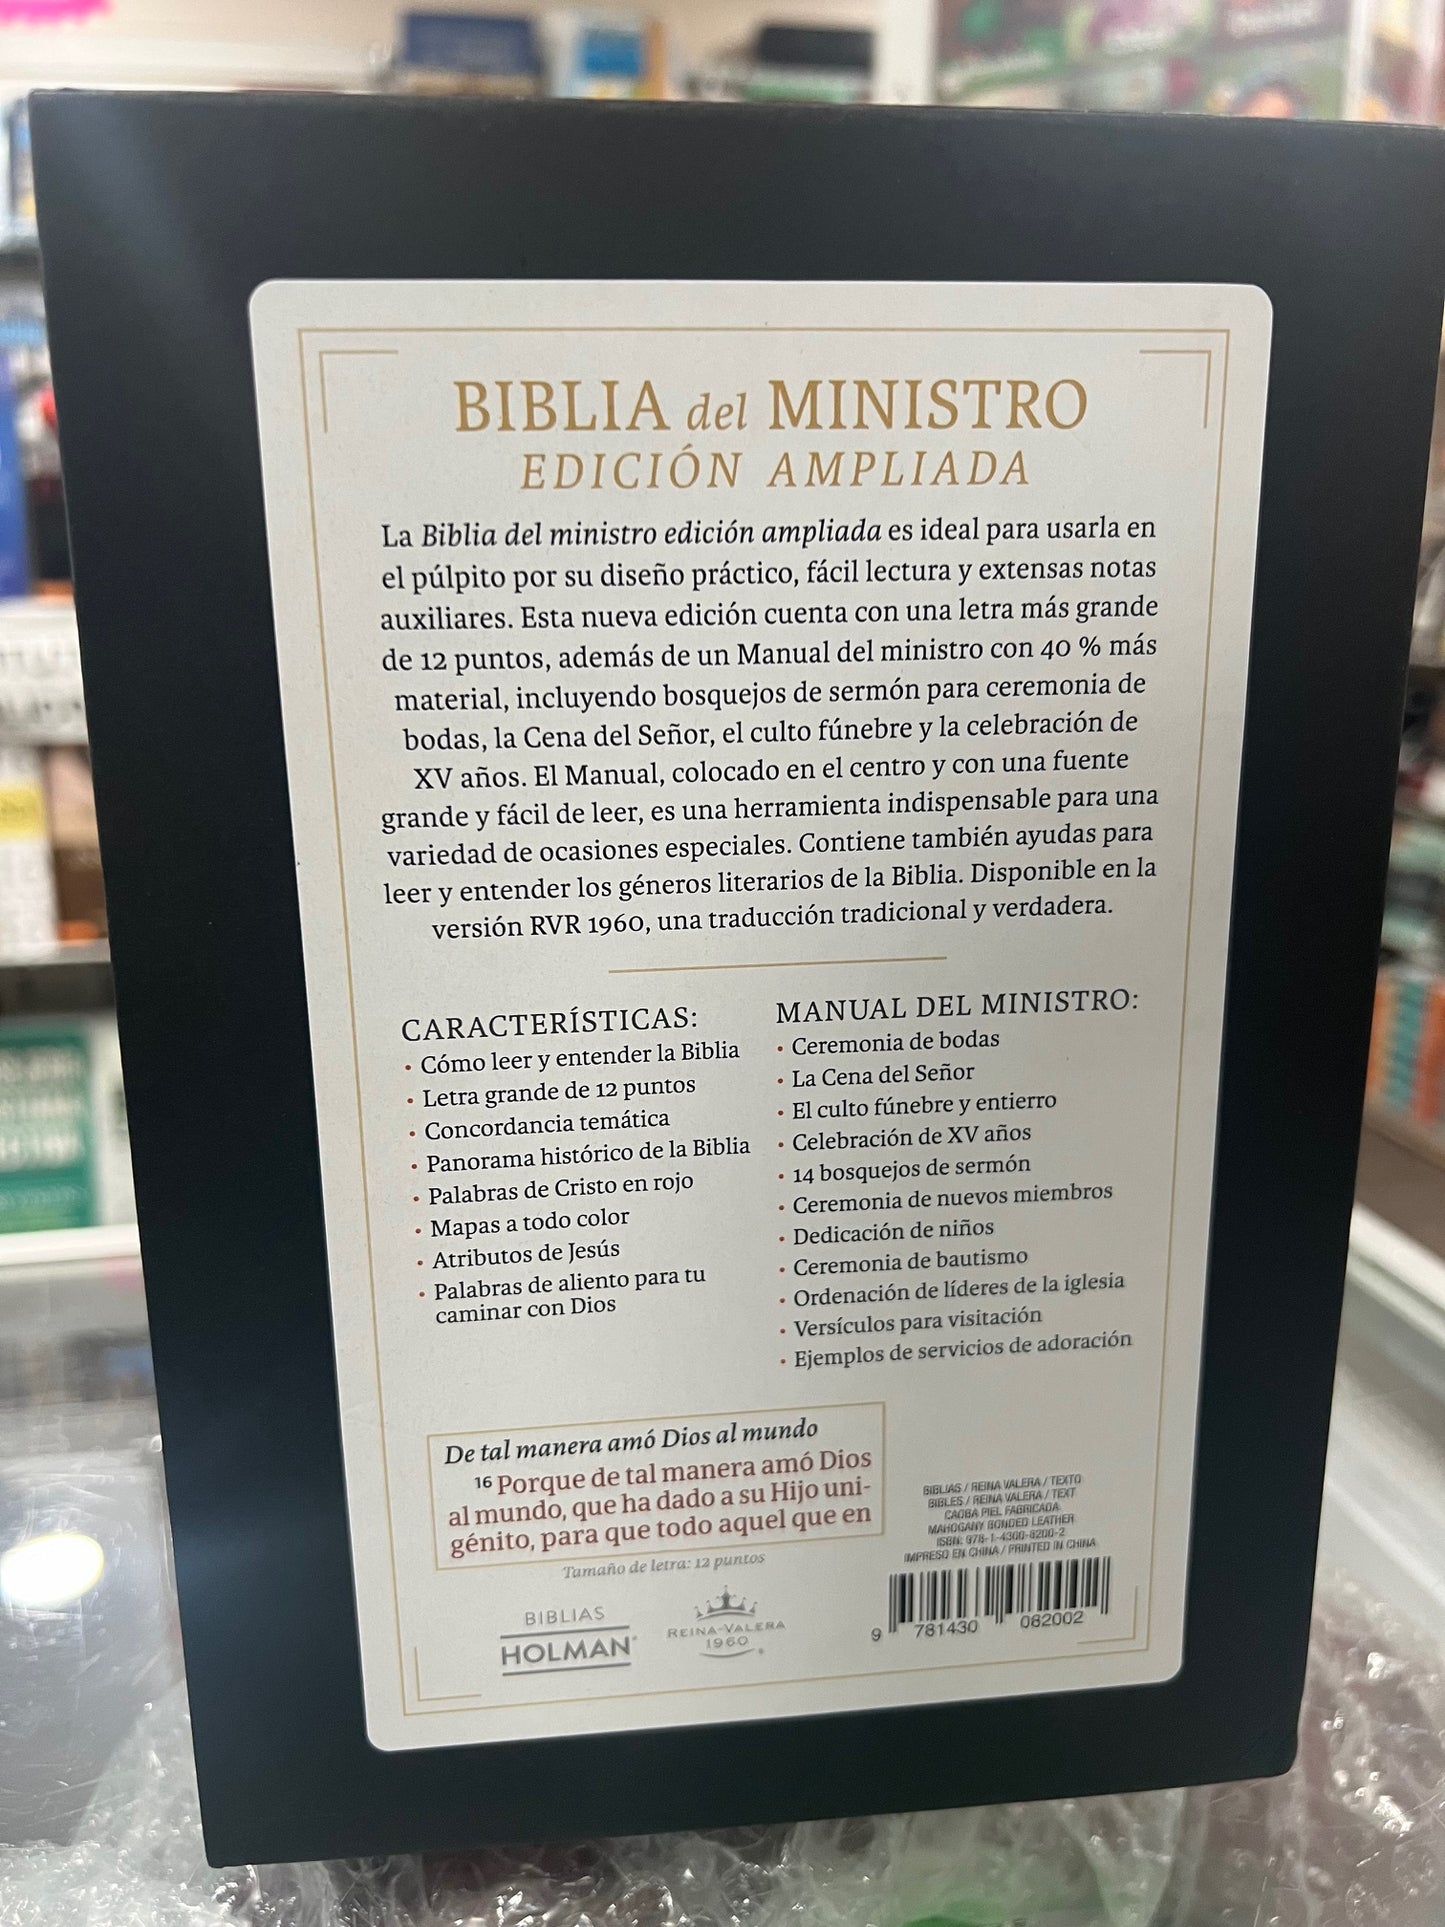 BIBLIA del MINISTRO
EDICIÓN AMPLIADA
La Biblia del ministro edición ampliada es ideal para usarla en
el púlpito por su diseño práctico, fácil lectura y extensas notas
auxiliares. Esta nueva edición cuenta con una letra más grande
de 12 puntos, además de un Manual del ministro con 40 % más
material, incluyendo bosquejos de sermón para ceremonia de
bodas, la Cena del Señor, el culto fúnebre y la celebración de
XV años. El Manual, colocado en el centro y con una fuente
grande y fácil de leer, es una herramienta indispensable para una
variedad de ocasiones especiales. Contiene también ayudas para
leer y entender los géneros literarios de la Biblia. Disponible en la
versión RVR 1960, una traducción tradicional y verdadera.
CARACTERÍSTICAS:
• Cómo leer y entender la Biblia
• Letra grande de 12 puntos
• Concordancia temática
• Panorama histórico de la Biblia
• Palabras de Cristo en rojo
• Mapas a todo color
• Atributos de Jesús
• Palabras de aliento para tu
caminar con Dios
MANUAL DEL MINISTRO:
• Ceremonia de bodas
• La Cena del Señor
• El culto fúnebre y entierro
• Celebración de XV años
• 14 bosquejos de sermón
• Ceremonia de nuevos miembros
• Dedicación de niños
• Ceremonia de bautismo
• Ordenación de líderes de la iglesia
• Versículos para visitación
• Ejemplos de servicios de adoración
De tal manera amó Dios al mundo
16 Porque de tal manera amó Dios
al mundo, que ha dado a su Hijo uni-
génito, para que todo aquel que en
Tamaño de letra: 12 puntos
BIBLIAS
HOLMAN
REINA-VALERA
1960
BIBLIAS / REINA VALERA / TEXTO
BIBLES / REINA VALERA / TEXT
CAOBA PIEL FABRICADA
MAHOGANY BONDED LEATHER
ISBN: 978-1-4300-8200-2
IMPRESO EN CHINA / PRINTED IN CHINA
9 781430 082002